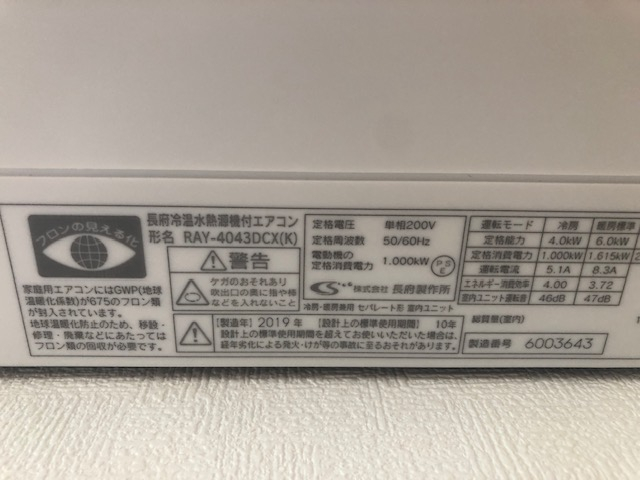 フロンの見える化
家庭用エアコンにはGWP(地球
温暖化係数)が675のフロン類
が封入されています。
地球温暖化防止のため、移設・
修理・廃棄などにあたっては
フロン類の回収が必要です。
長府冷温水熱源機付エアコン
形名 RAY-4043DCX(K)
警告
ケガのおそれあり
吹出口の奥に指や棒
などを入れないこと
定格電圧 単相200V
定格周波数 50/60Hz
電動機の
定格消費電力 1.000kW
PS
E
株式会社 長府製作所
冷房・暖房兼用 セパレート形 室内ユニット
【製造年】2019年 【設計上の標準使用期間】 10年
設計上の標準使用期間を超えてお使いいただいた場合は、
経年劣化による発火・けが等の事故に至るおそれがあります。
運転モード 冷房 暖房標準
定格能力 4.0kW 6.0kW
定格消費電力 1.000kW 1.615kW
運転電流 5.1A 8.3A
エネルギー消費効率 4.00 3.72
室内ユニット運転音 46dB 47dB
総質量(室内)
製造番号 6003643